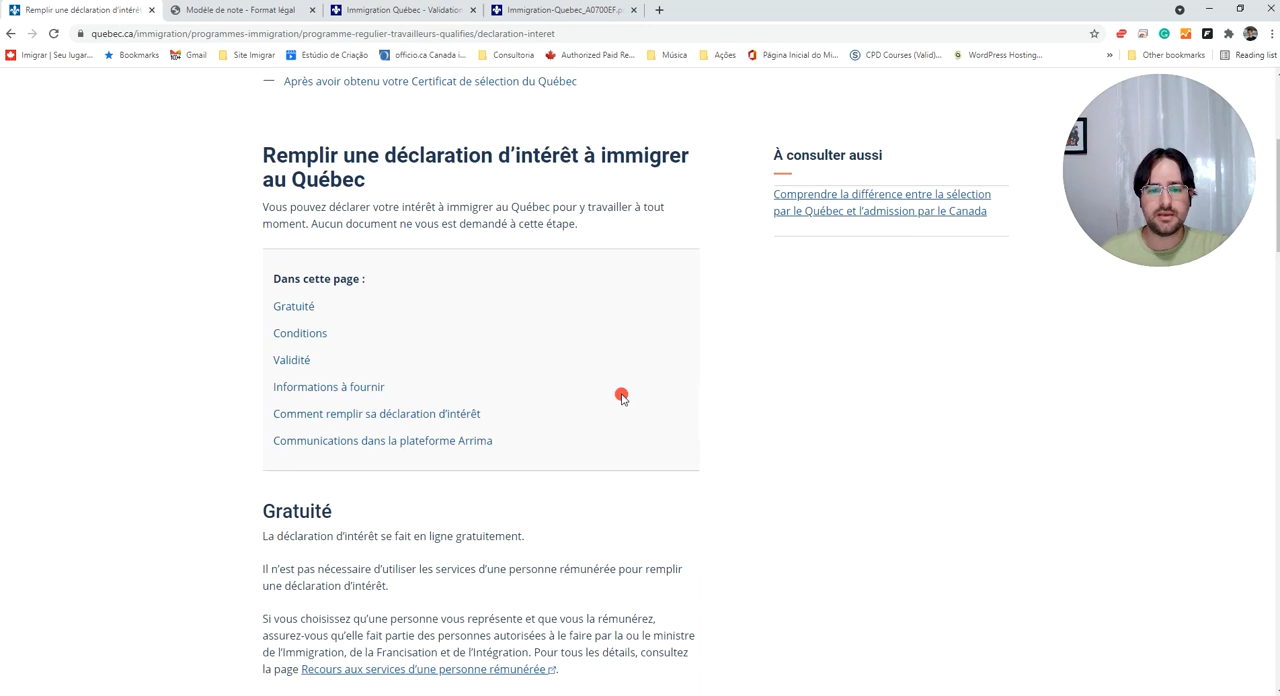 Remplir une déclaration d'intérê
Modèle de note - Format légal
Immigration Québec - Validation
Immigration-Quebec_A0700EF.p
quebec.ca/immigration/programmes-immigration/programme-regulier-travailleurs-qualifies/declaration-interet
Imigrar | Seu lugar...
Bookmarks
Gmail
Site Imigrar
Estúdio de Criação
officio.ca Canada i...
Consultoria
Authorized Paid Re...
Música
Ações
Página Inicial do Mi...
CPD Courses (Valid)...
WordPress Hosting...
»
Other bookmarks
Reading list
— Après avoir obtenu votre Certificat de sélection du Québec
Remplir une déclaration d'intérêt à immigrer
au Québec
Vous pouvez déclarer votre intérêt à immigrer au Québec pour y travailler à tout
moment. Aucun document ne vous est demandé à cette étape.
À consulter aussi
Comprendre la différence entre la sélection
par le Québec et l'admission par le Canada
Dans cette page :
Gratuité
Conditions
Validité
Informations à fournir
Comment remplir sa déclaration d'intérêt
Communications dans la plateforme Arrima
Gratuité
La déclaration d'intérêt se fait en ligne gratuitement.
Il n'est pas nécessaire d'utiliser les services d'une personne rémunérée pour remplir
une déclaration d'intérêt.
Si vous choisissez qu'une personne vous représente et que vous la rémunérez,
assurez-vous qu'elle fait partie des personnes autorisées à le faire par la ou le ministre
de l'Immigration, de la Francisation et de l'Intégration. Pour tous les détails, consultez
la page Recours aux services d'une personne rémunérée.